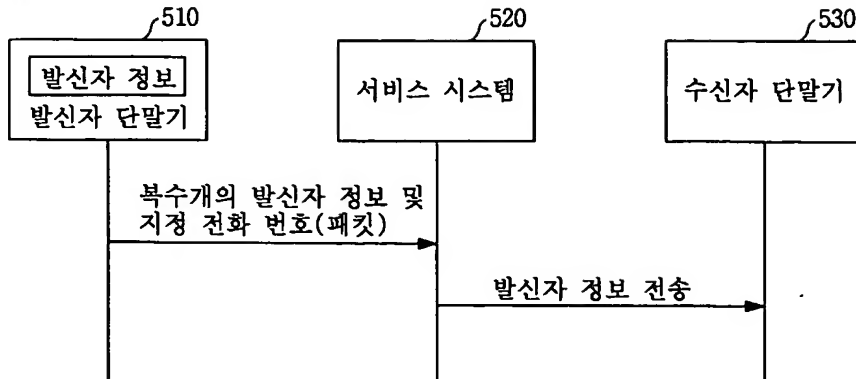 510
520
530
발신자 정보
발신자 단말기
서비스 시스템
수신자 단말기
복수개의 발신자 정보 및
지정 전화 번호(패킷)
발신자 정보 전송